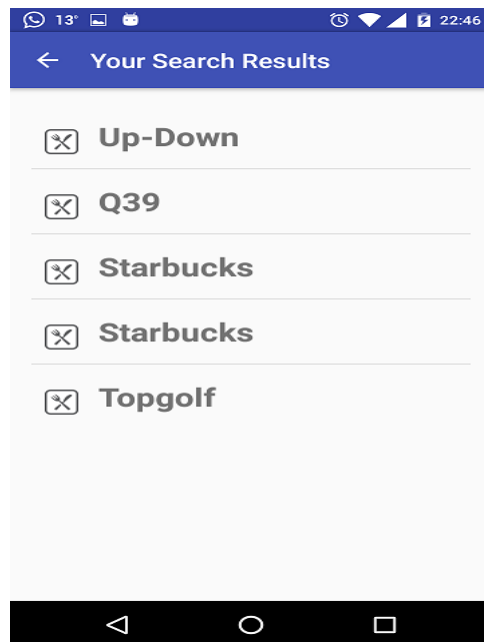 13° 22:46
Your Search Results
Up-Down
Q39
Starbucks
Starbucks
Topgolf